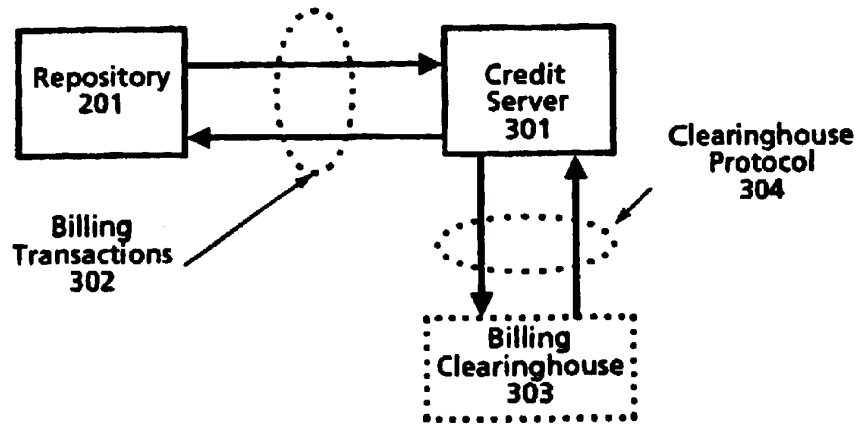 Repository
201
Credit
Server
301
Clearinghouse
Protocol
304
Billing
Transactions
302
Billing
Clearinghouse
303